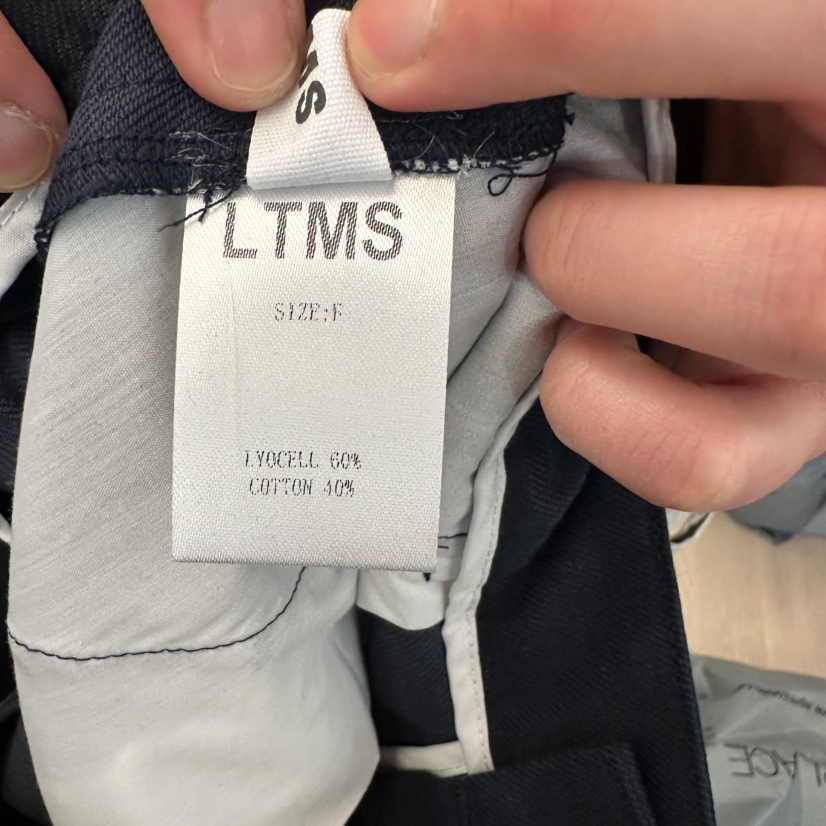 LTMS
SIZE:F
LYOCELL 60%
COTTON 40%